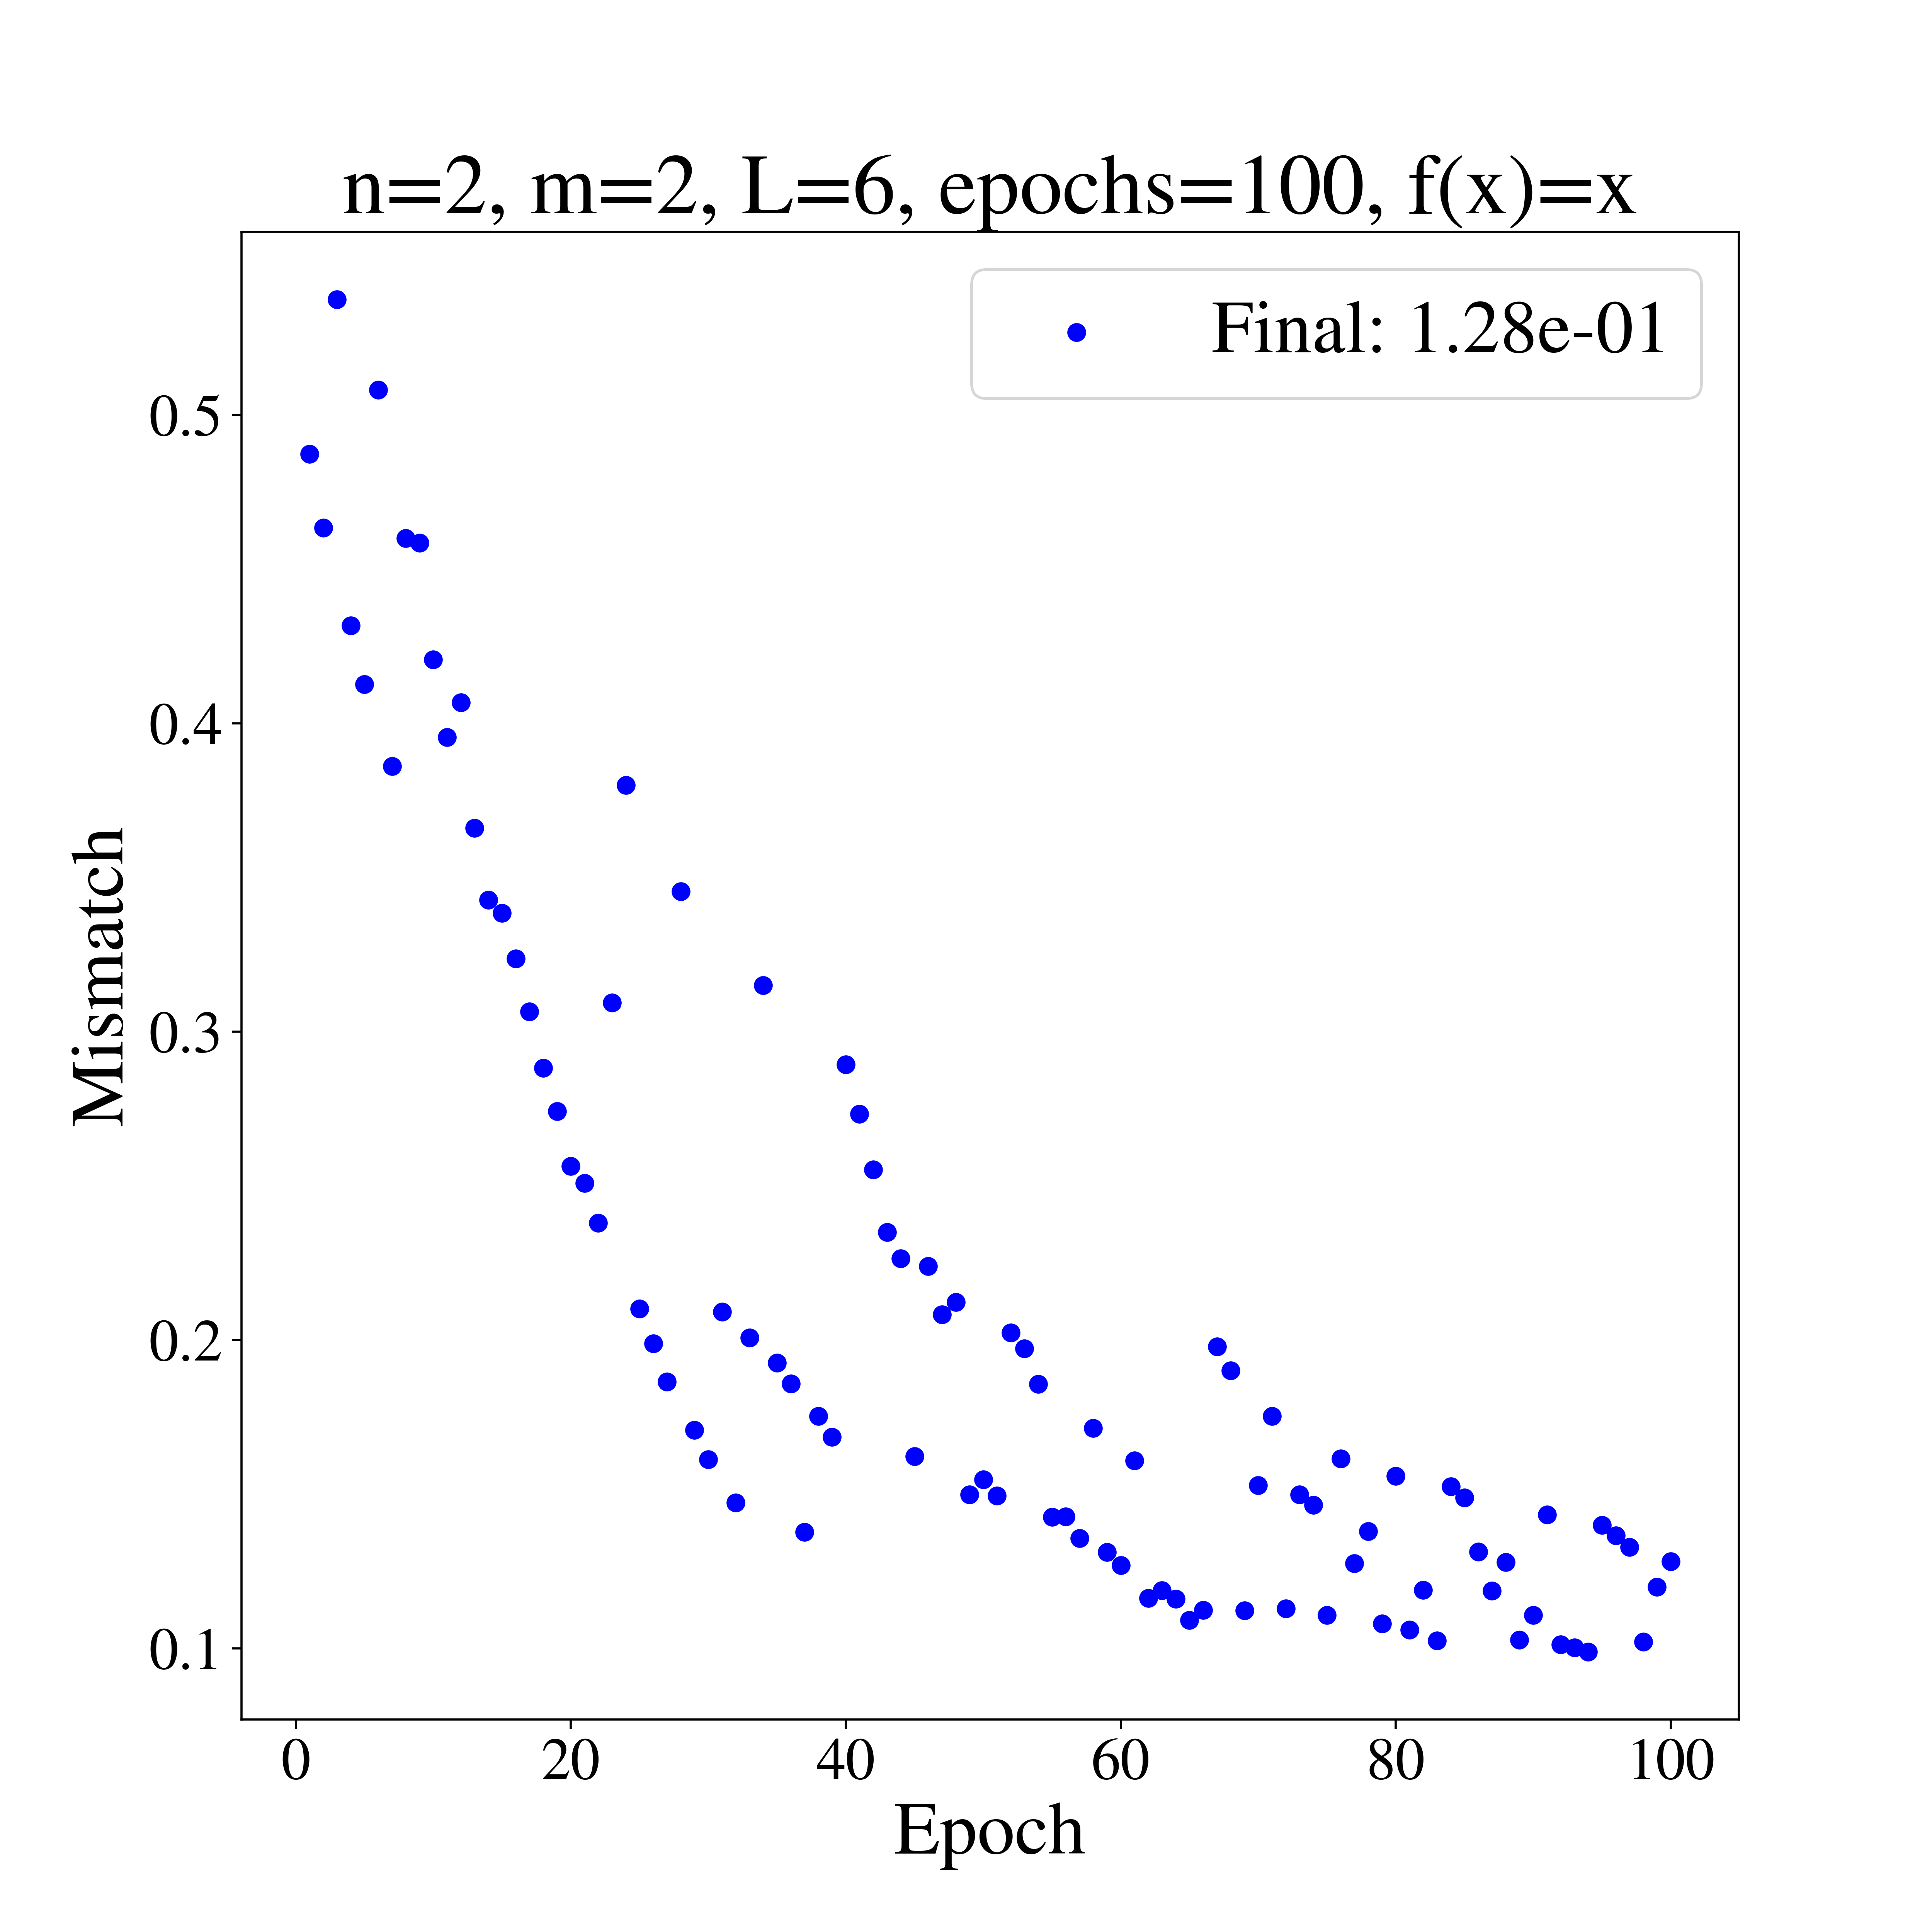 n=2, m=2, L=6, epochs=100, f(x)=x
Final: 1.28e-01
0.5
0.4
0.3
0.2
0.1
Mismatch
0 20 40 60 80 100
Epoch